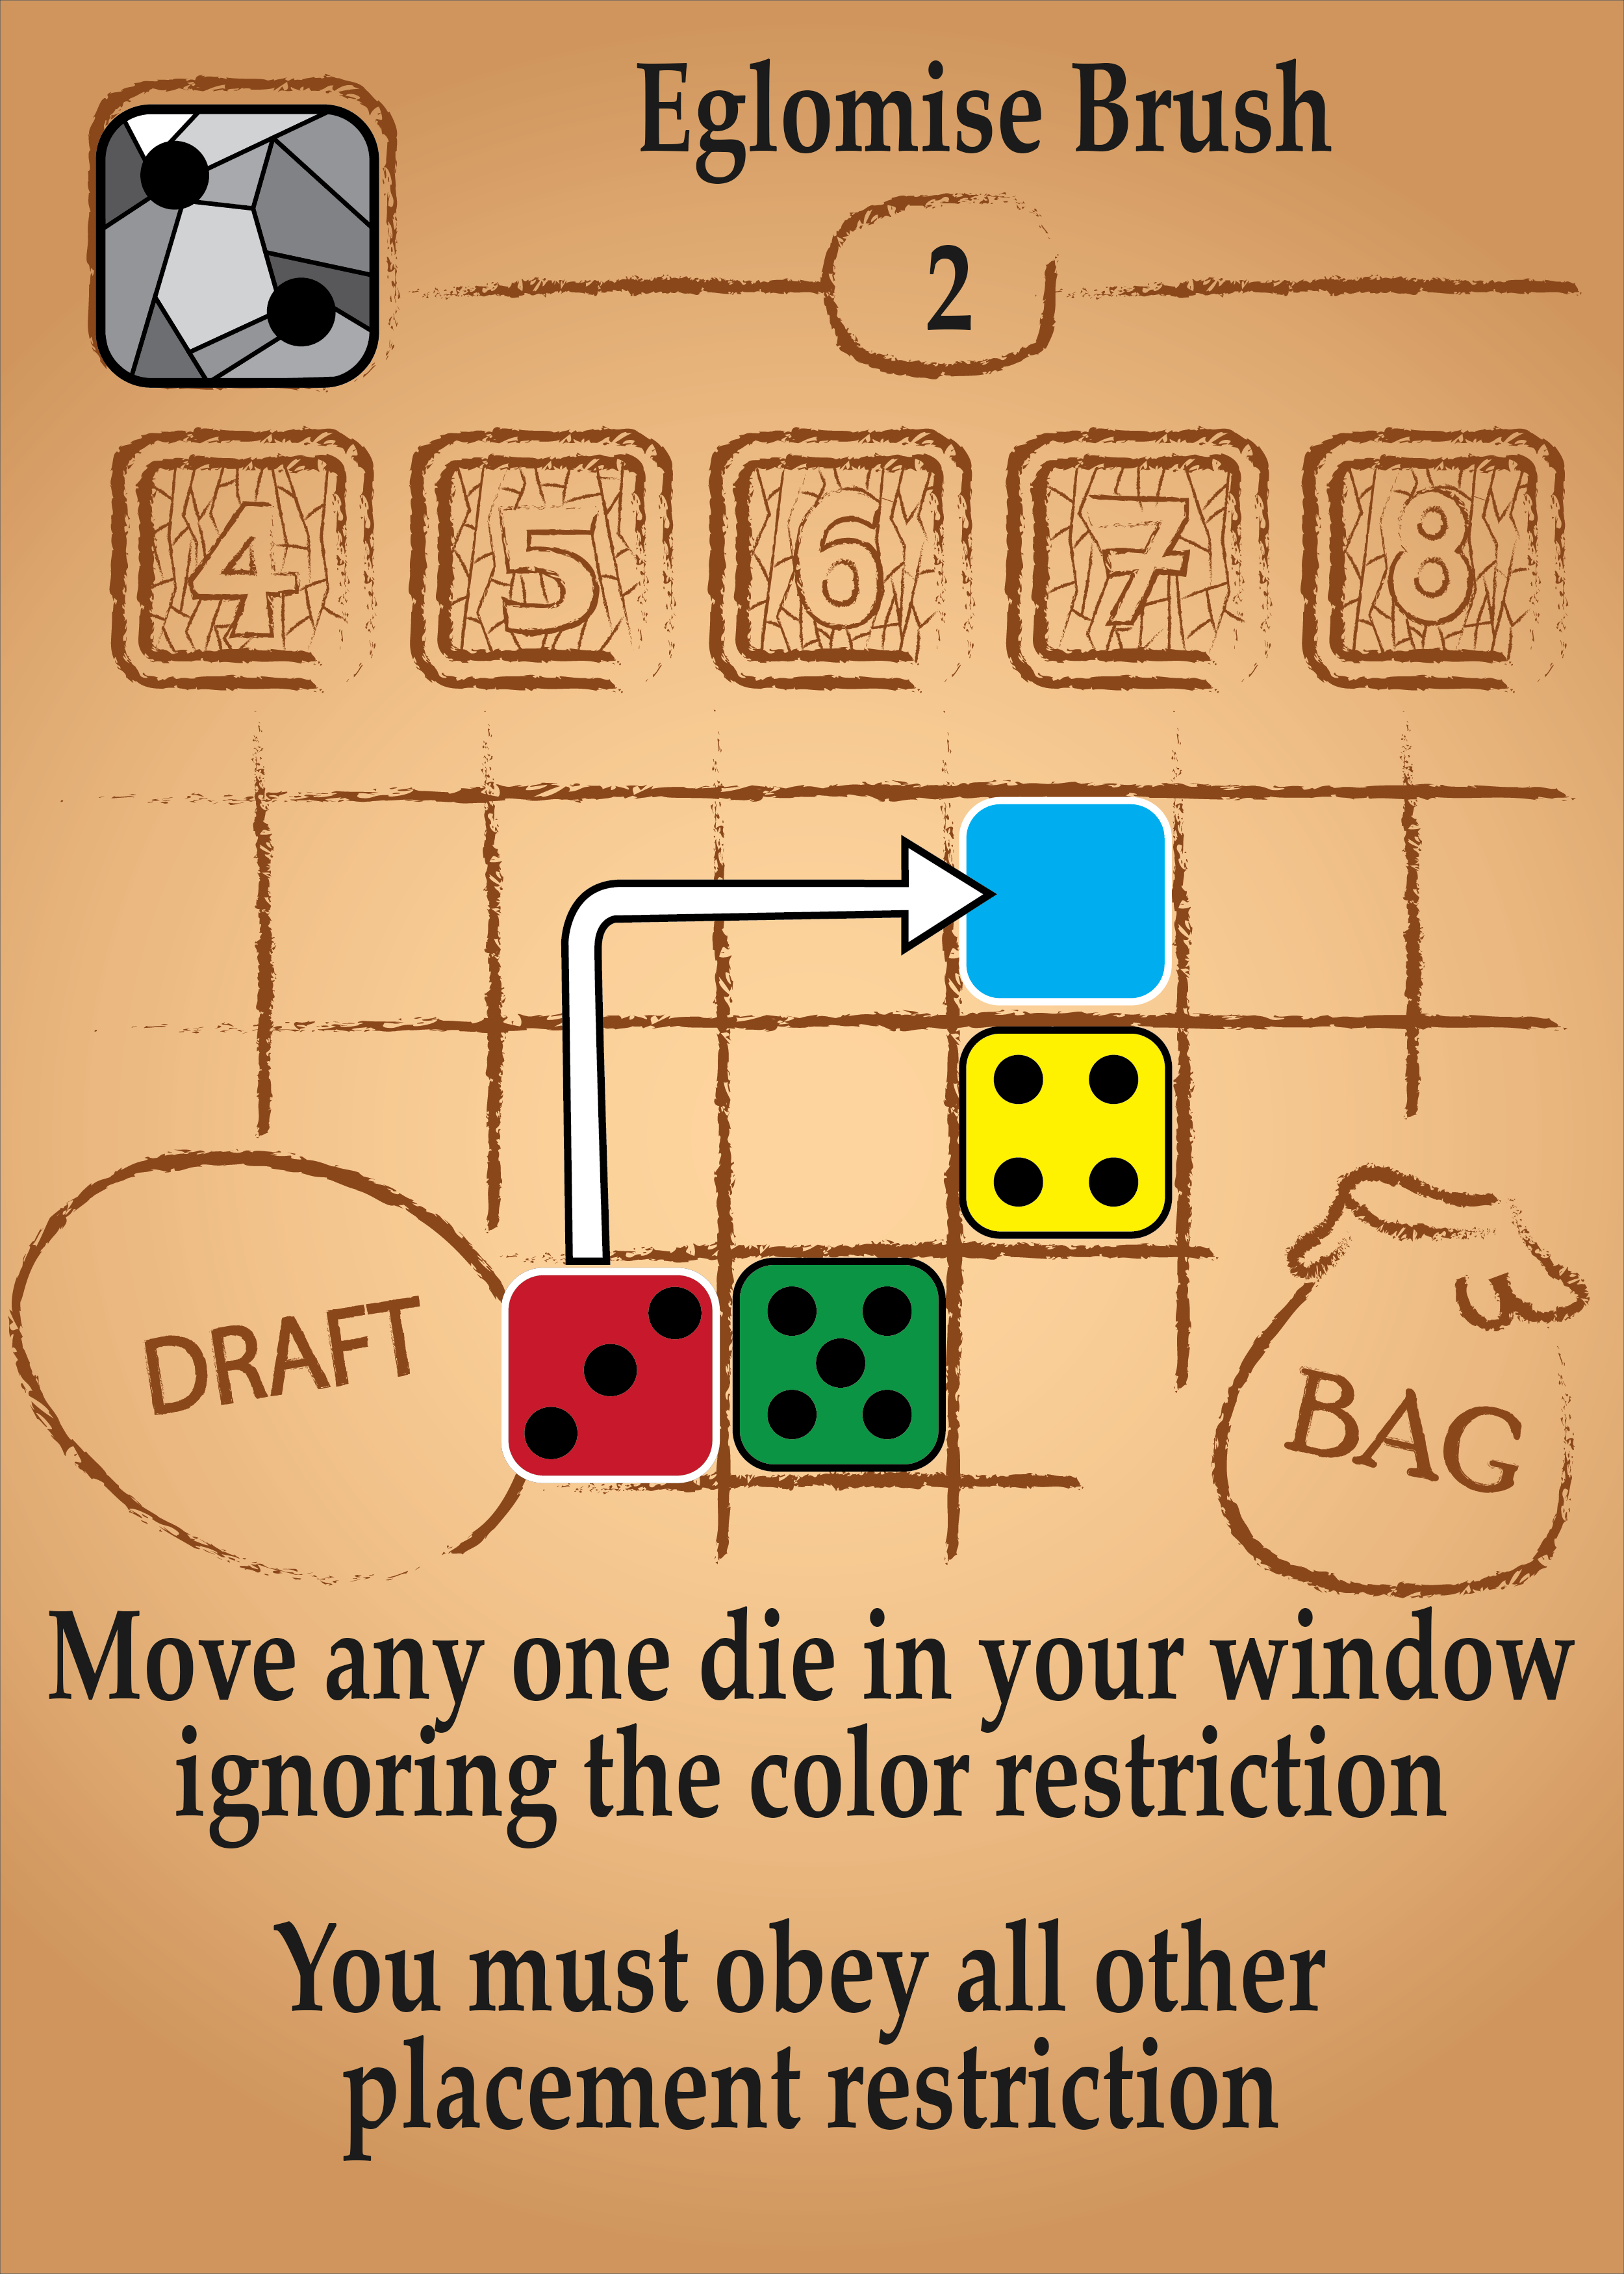 Eglomise Brush
2
4 5 6 7 8
DRAFT
BAG
Move any one die in your window
ignoring the color restriction
You must obey all other
placement restriction